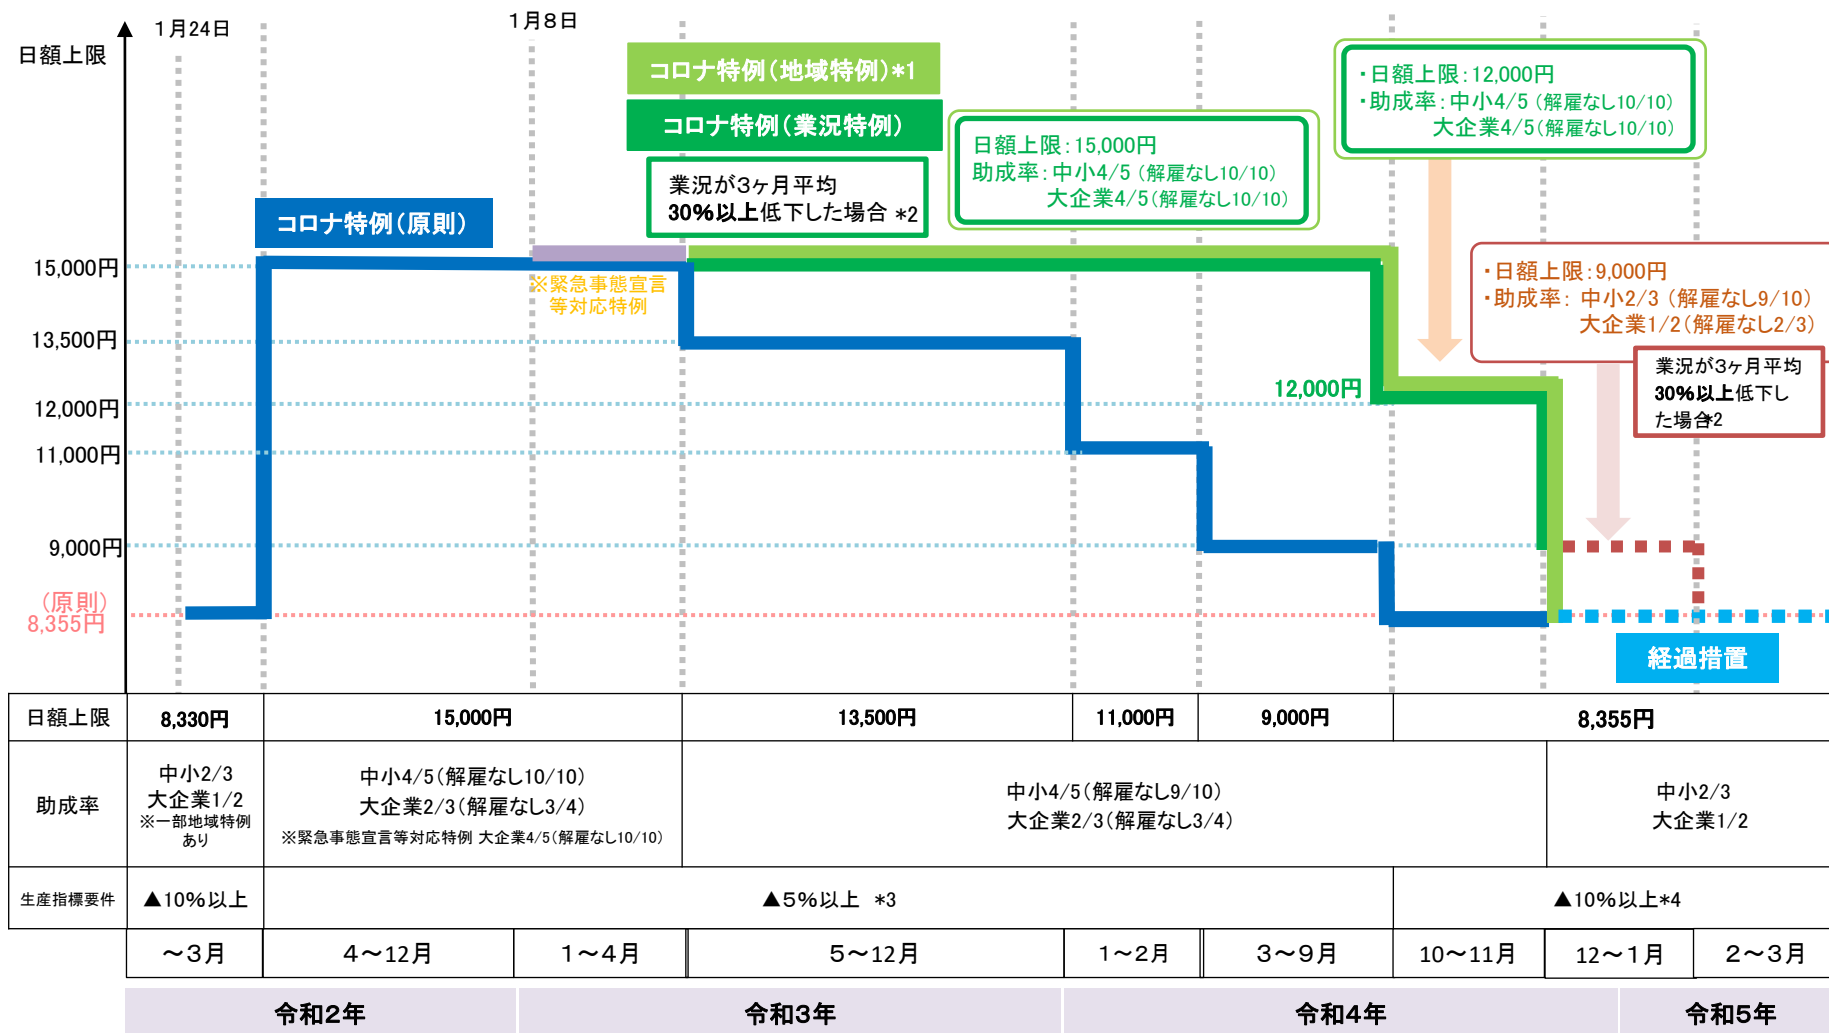 1月24日
1月8日
日額上限
コロナ特例(地域特例)*1
コロナ特例(業況特例)
業況が3ヶ月平均
30%以上低下した場合 *2
コロナ特例(原則)
日額上限:15,000円
助成率:中小4/5(解雇なし10/10)
大企業4/5(解雇なし10/10)
・日額上限:12,000円
・助成率:中小4/5(解雇なし10/10)
大企業4/5(解雇なし10/10)
・日額上限:9,000円
・助成率: 中小2/3(解雇なし9/10)
大企業1/2(解雇なし2/3)
業況が3ヶ月平均
30%以上低下し
た場合*2
※緊急事態宣言
等対応特例
15,000円
13,500円
12,000円
12,000円
11,000円
9,000円
(原則)
8,355円
経過措置
日額上限
8,330円
15,000円
13,500円
11,000円
9,000円
8,355円
助成率
中小2/3
大企業1/2
※一部地域特例
あり
中小4/5(解雇なし10/10)
大企業2/3(解雇なし3/4)
※緊急事態宣言等対応特例 大企業4/5(解雇なし10/10)
中小4/5(解雇なし9/10)
大企業2/3(解雇なし3/4)
中小2/3
大企業1/2
生産指標要件
▲10%以上
▲5%以上 *3
▲10%以上*4
～3月
4～12月
1～4月
5～12月
1～2月
3～9月
10～11月
12～1月
2～3月
令和2年
令和3年
令和4年
令和5年